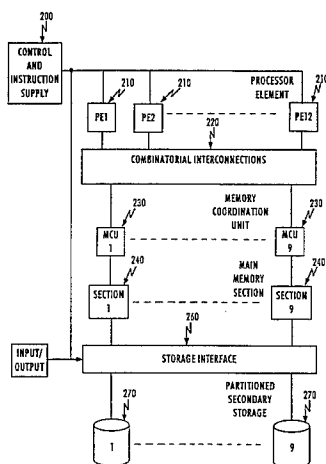 200
CONTROL
AND
INSTRUCTION
SUPPLY
210
210
PROCESSOR
ELEMENT
210
PE1
PE2
PE12
220
COMBINATORIAL INTERCONNECTIONS
230
MEMORY
COORDINATION
UNIT
230
MCU
1
MCU
9
240
MAIN
MEMORY
SECTION
240
SECTION
1
SECTION
9
260
INPUT/
OUTPUT
STORAGE INTERFACE
270
PARTITIONED
SECONDARY
STORAGE
270
1
9